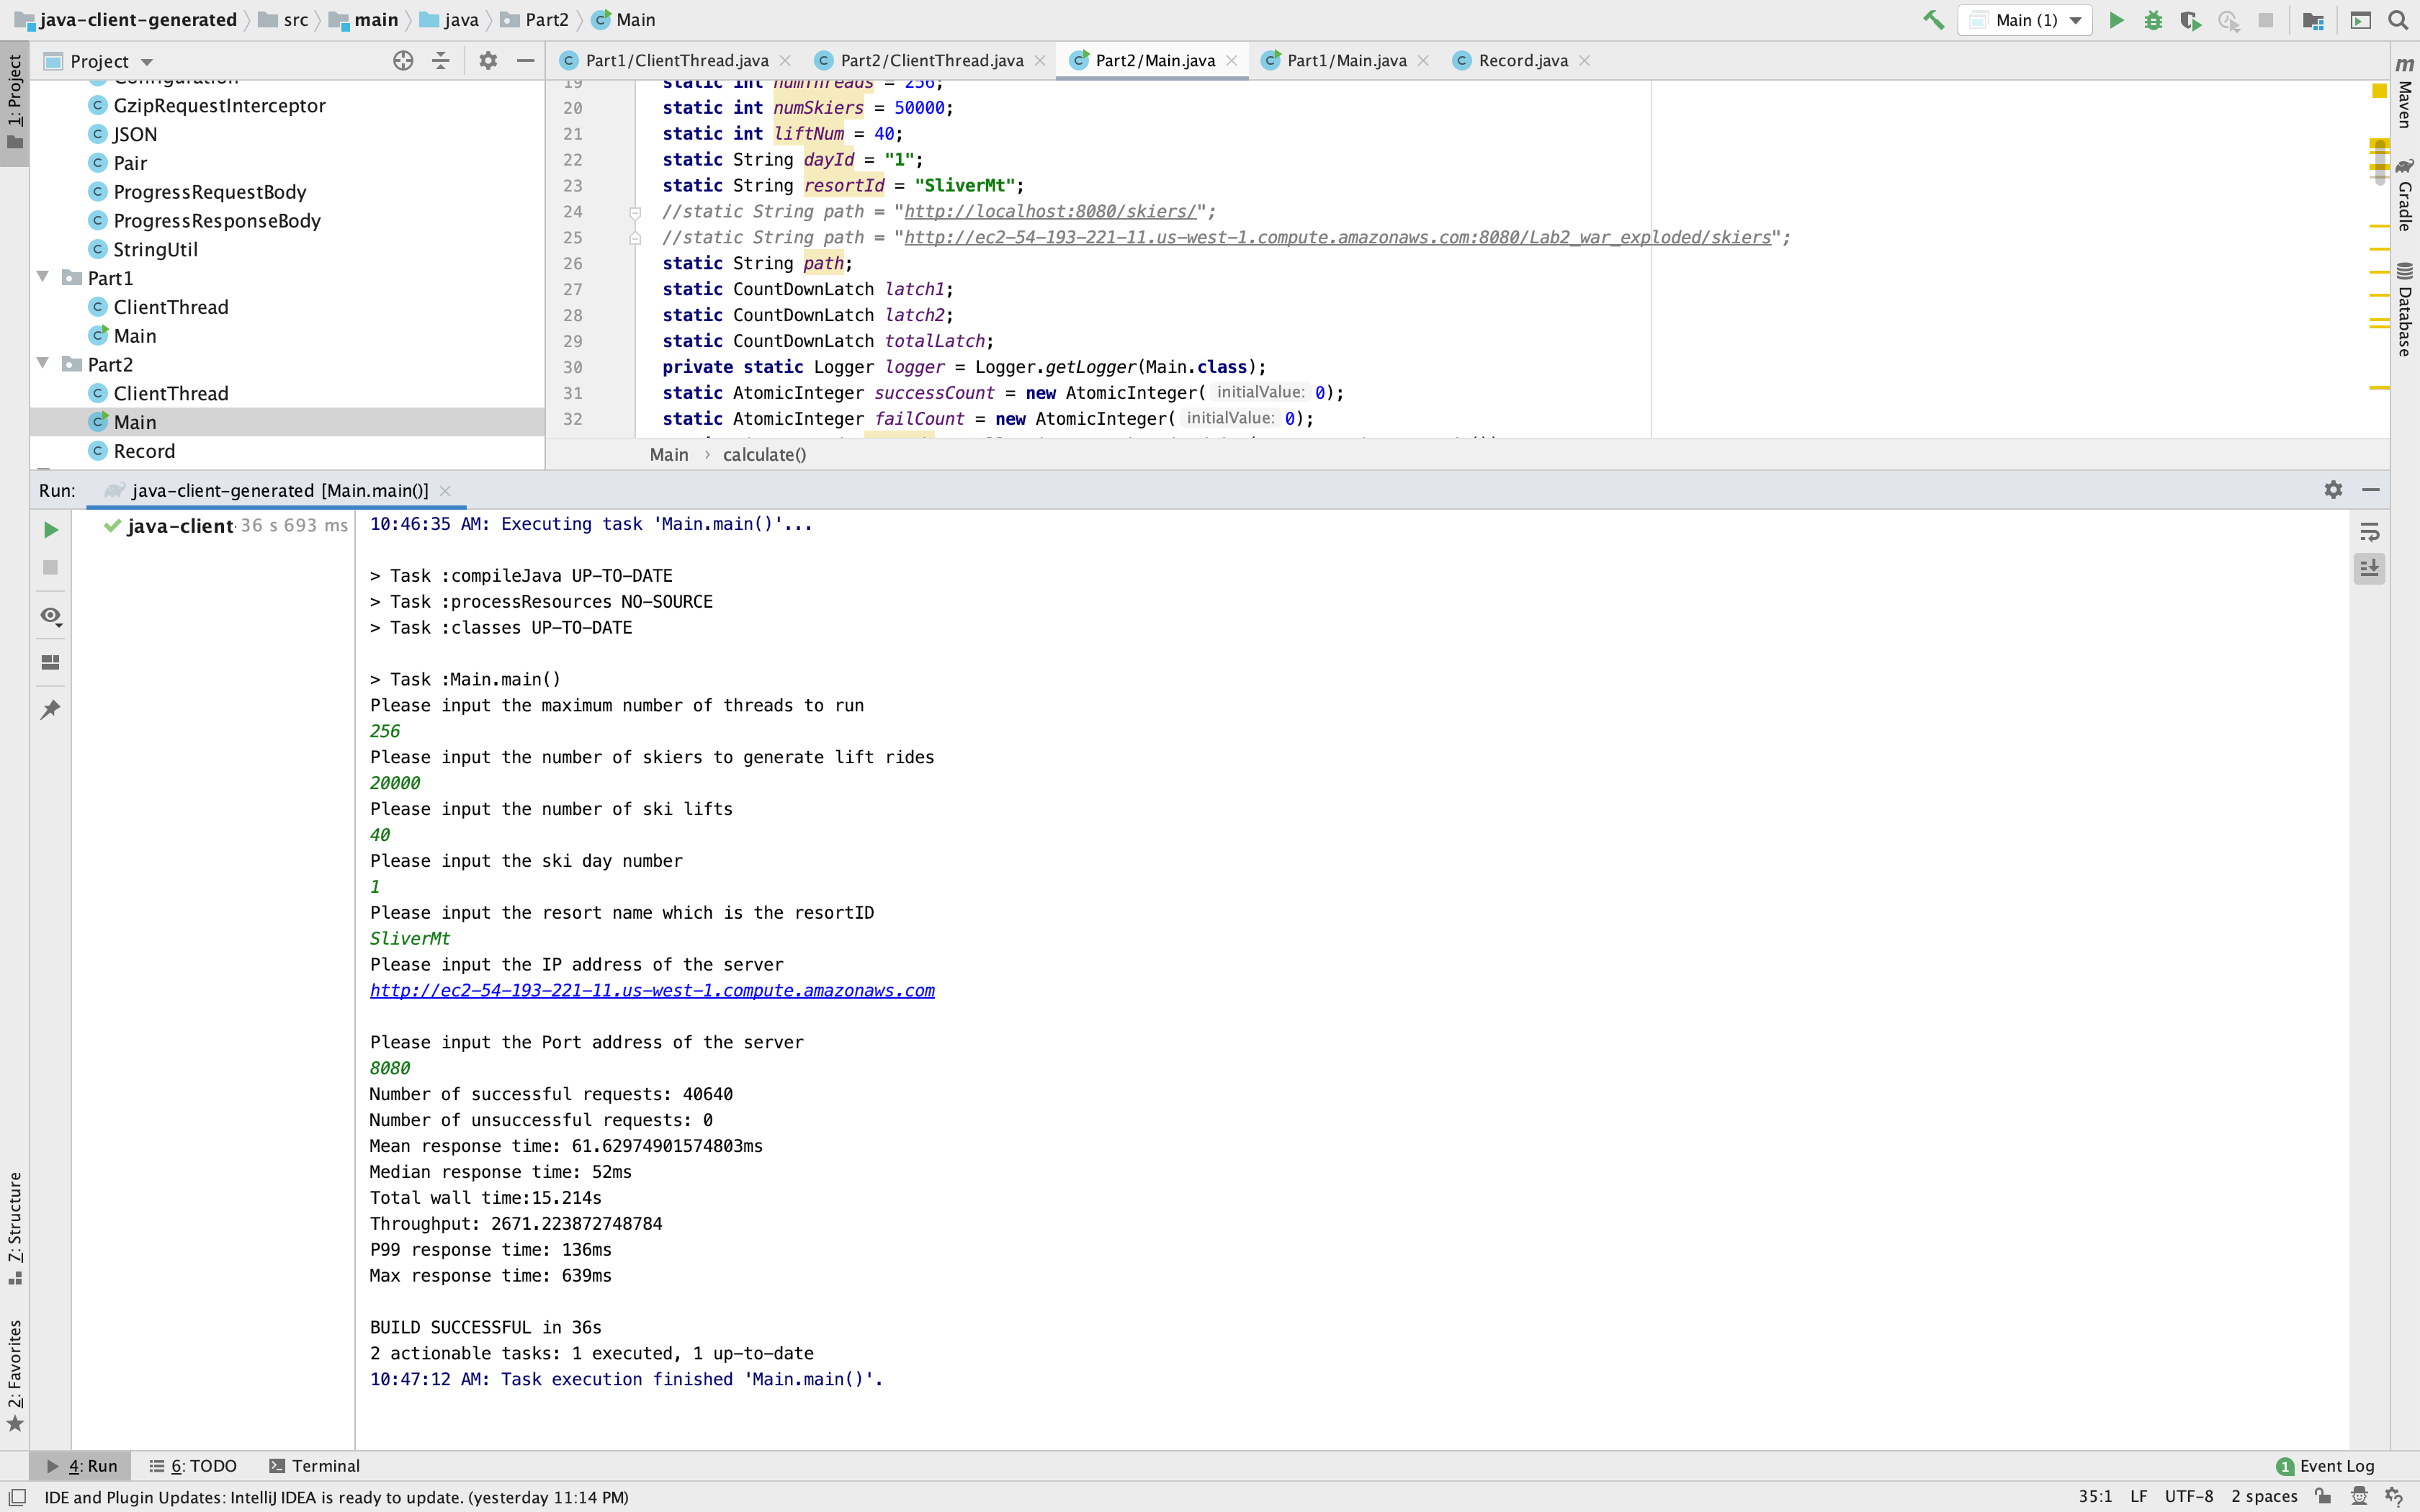 java-client-generated src main java Part2 Main
Main (1)
1: Project
Project
Configuration
GzipRequestInterceptor
JSON
Pair
ProgressRequestBody
ProgressResponseBody
StringUtil
Part1
ClientThread
Main
Part2
ClientThread
Main
Record
Part1/ClientThread.java Part2/ClientThread.java Part2/Main.java Part1/Main.java Record.java
19 static int numThreads = 256;
20 static int numSkiers = 50000;
21 static int liftNum = 40;
22 static String dayId = "1";
23 static String resortId = "SliverMt";
24 //static String path = "http://localhost:8080/skiers/";
25 //static String path = "http://ec2-54-193-221-11.us-west-1.compute.amazonaws.com:8080/Lab2_war_exploded/skiers";
26 static String path;
27 static CountDownLatch latch1;
28 static CountDownLatch latch2;
29 static CountDownLatch totalLatch;
30 private static Logger logger = Logger.getLogger(Main.class);
31 static AtomicInteger successCount = new AtomicInteger( initialValue: 0);
32 static AtomicInteger failCount = new AtomicInteger( initialValue: 0);
Main › calculate()
Maven
Gradle
Database
Run: java-client-generated [Main.main()]
java-client 36 s 693 ms
10:46:35 AM: Executing task 'Main.main()'...
> Task :compileJava UP-TO-DATE
> Task :processResources NO-SOURCE
> Task :classes UP-TO-DATE
> Task :Main.main()
Please input the maximum number of threads to run
256
Please input the number of skiers to generate lift rides
20000
Please input the number of ski lifts
40
Please input the ski day number
1
Please input the resort name which is the resortID
SliverMt
Please input the IP address of the server
http://ec2-54-193-221-11.us-west-1.compute.amazonaws.com
Please input the Port address of the server
8080
Number of successful requests: 40640
Number of unsuccessful requests: 0
Mean response time: 61.62974901574803ms
Median response time: 52ms
Total wall time:15.214s
Throughput: 2671.223872748784
P99 response time: 136ms
Max response time: 639ms
BUILD SUCCESSFUL in 36s
2 actionable tasks: 1 executed, 1 up-to-date
10:47:12 AM: Task execution finished 'Main.main()'.
7: Structure
2: Favorites
4: Run 6: TODO Terminal
1 Event Log
IDE and Plugin Updates: IntelliJ IDEA is ready to update. (yesterday 11:14 PM)
35:1 LF UTF-8 2 spaces